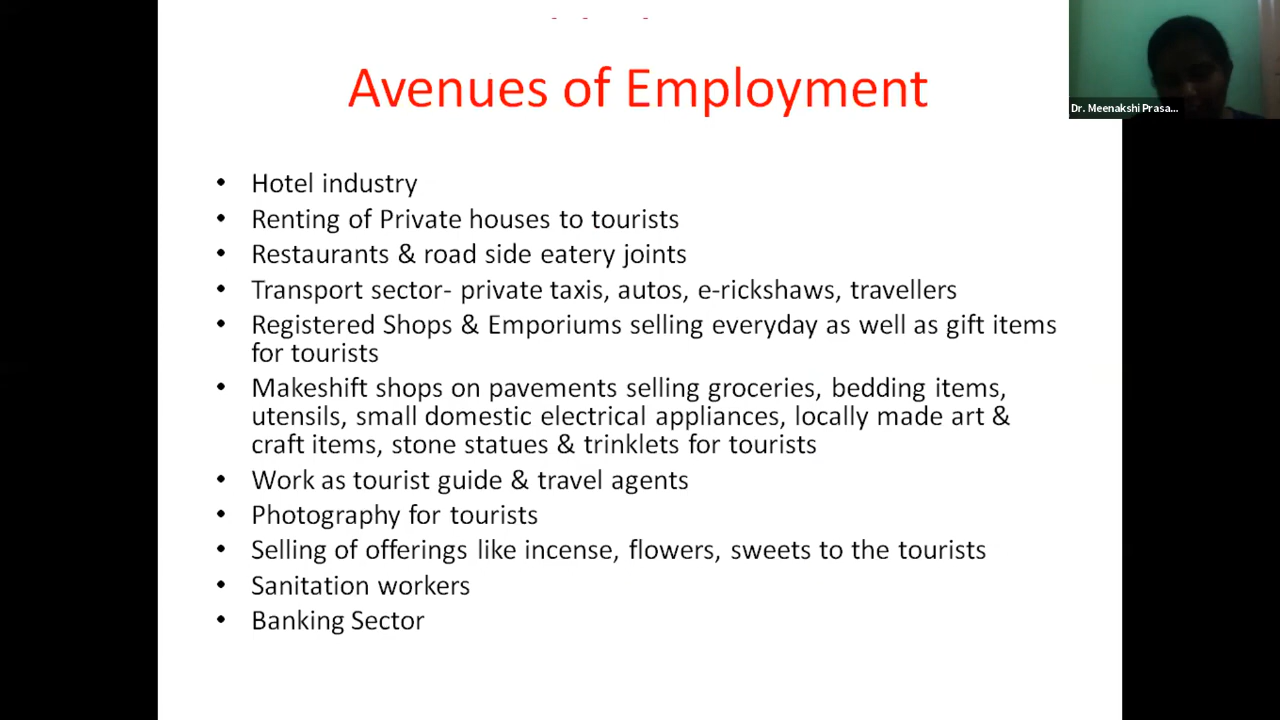 Avenues of Employment
Dr. Meenakshi Prasa...
• Hotel industry
• Renting of Private houses to tourists
• Restaurants & road side eatery joints
• Transport sector- private taxis, autos, e-rickshaws, travellers
• Registered Shops & Emporiums selling everyday as well as gift items
for tourists
• Makeshift shops on pavements selling groceries, bedding items,
utensils, small domestic electrical appliances, locally made art &
craft items, stone statues & trinklets for tourists
• Work as tourist guide & travel agents
• Photography for tourists
• Selling of offerings like incense, flowers, sweets to the tourists
• Sanitation workers
• Banking Sector